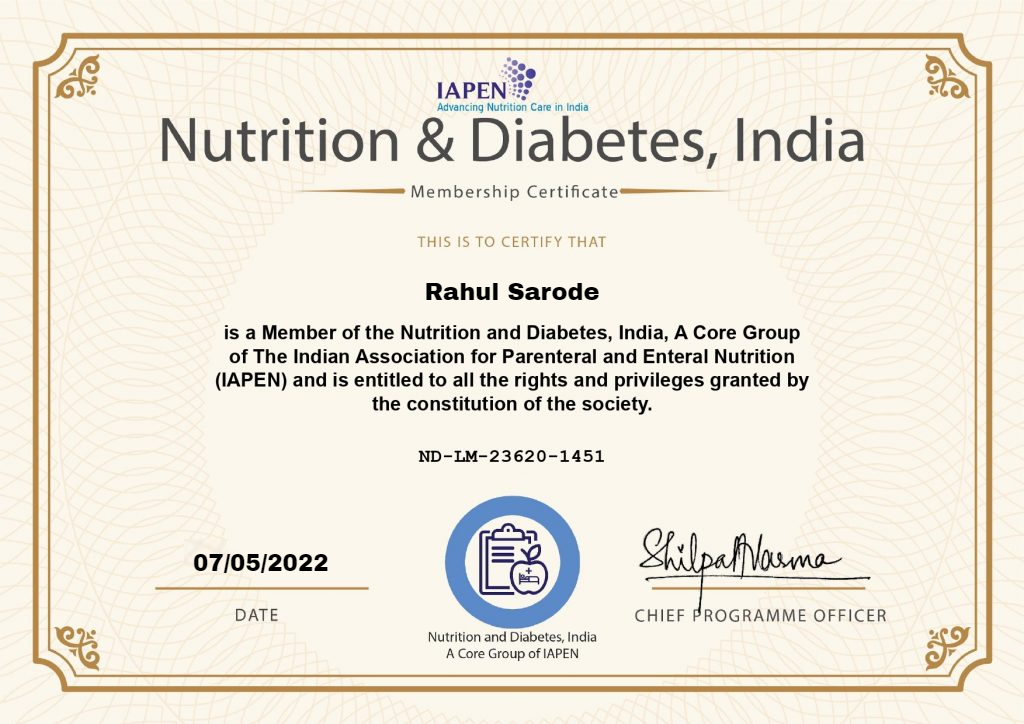 IAPEN
Advancing Nutrition Care in India
Nutrition & Diabetes, India
Membership Certificate
THIS IS TO CERTIFY THAT
Rahul Sarode
is a Member of the Nutrition and Diabetes, India, A Core Group
of The Indian Association for Parenteral and Enteral Nutrition
(IAPEN) and is entitled to all the rights and privileges granted by
the constitution of the society.
ND-LM-23620-1451
07/05/2022
DATE
Nutrition and Diabetes, India
A Core Group of IAPEN
ShilpaVarma
CHIEF PROGRAMME OFFICER